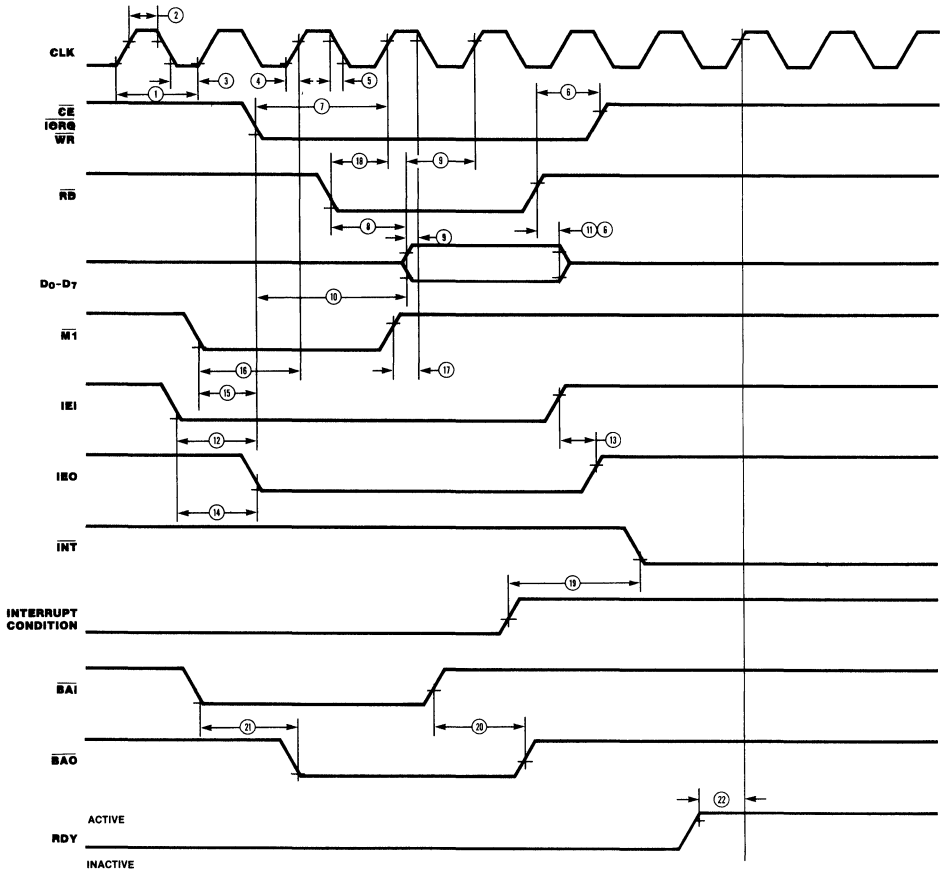 2
CLK
4
3
5
1
7
6
CE
IORQ
WR
18
9
RD
8
9
11 6
D0-D7
10
M1
16
17
15
IEI
12
13
IEO
14
INT
19
INTERRUPT
CONDITION
BAI
21
20
BAO
22
ACTIVE
RDY
INACTIVE